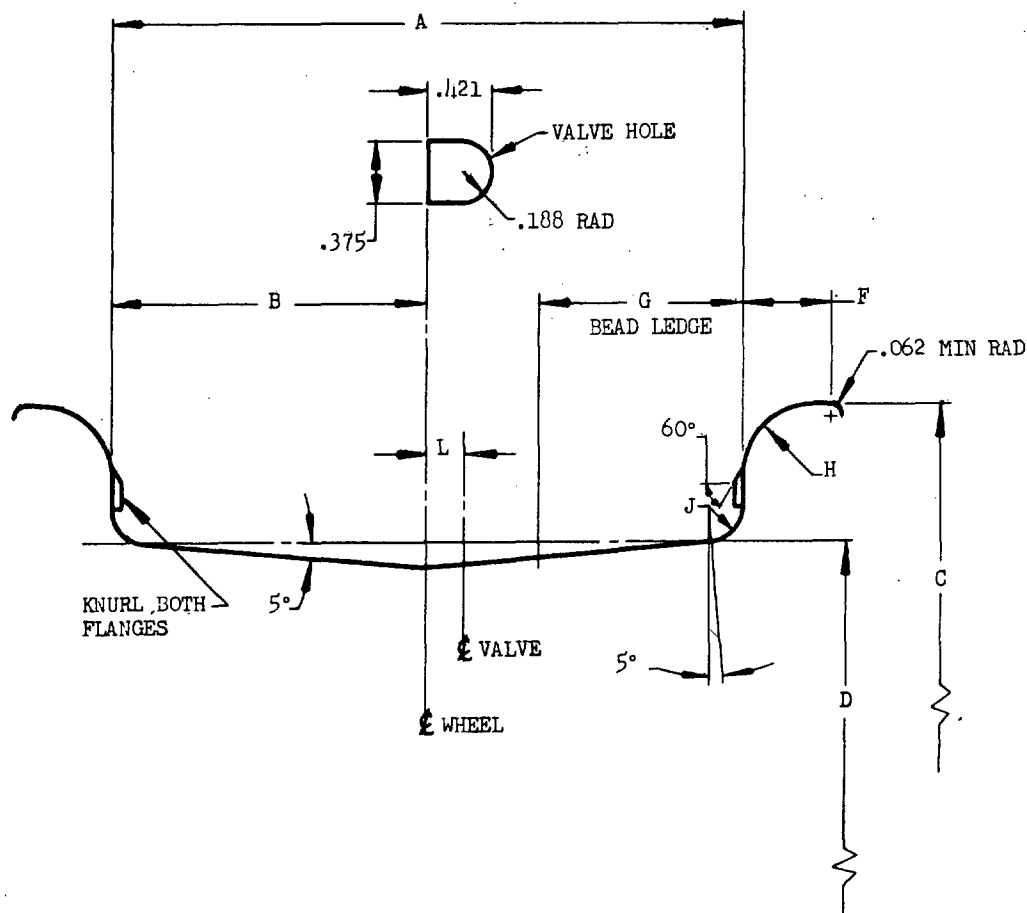 A
.421
VALVE HOLE
.375
.188 RAD
B
G
F
BEAD LEDGE
.062 MIN RAD
60°
L
H
J
5°
KNURL BOTH
FLANGES
C
℄ VALVE
5°
D
℄ WHEEL